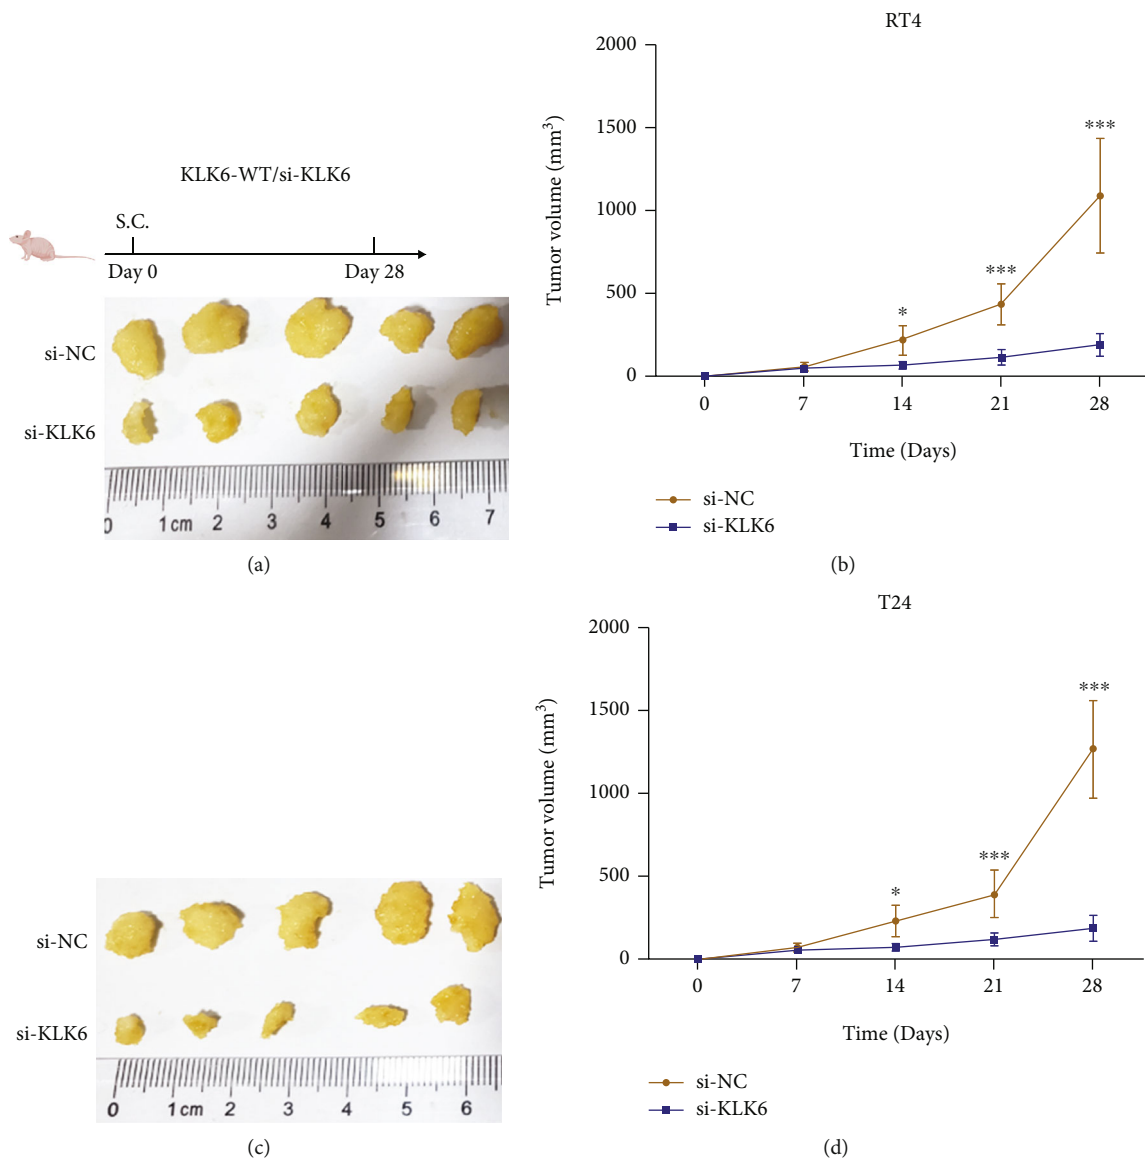 KLK6-WT/si-KLK6
S.C.
Day 0
Day 28
si-NC
si-KLK6
0 1 cm 2 3 4 5 6 7
(a)
RT4
Tumor volume (mm³)
2000
1500
1000
500
0
*
***
***
0 7 14 21 28
Time (Days)
si-NC
si-KLK6
(b)
si-NC
si-KLK6
0 1 cm 2 3 4 5 6
(c)
T24
Tumor volume (mm³)
2000
1500
1000
500
0
*
***
***
0 7 14 21 28
Time (Days)
si-NC
si-KLK6
(d)